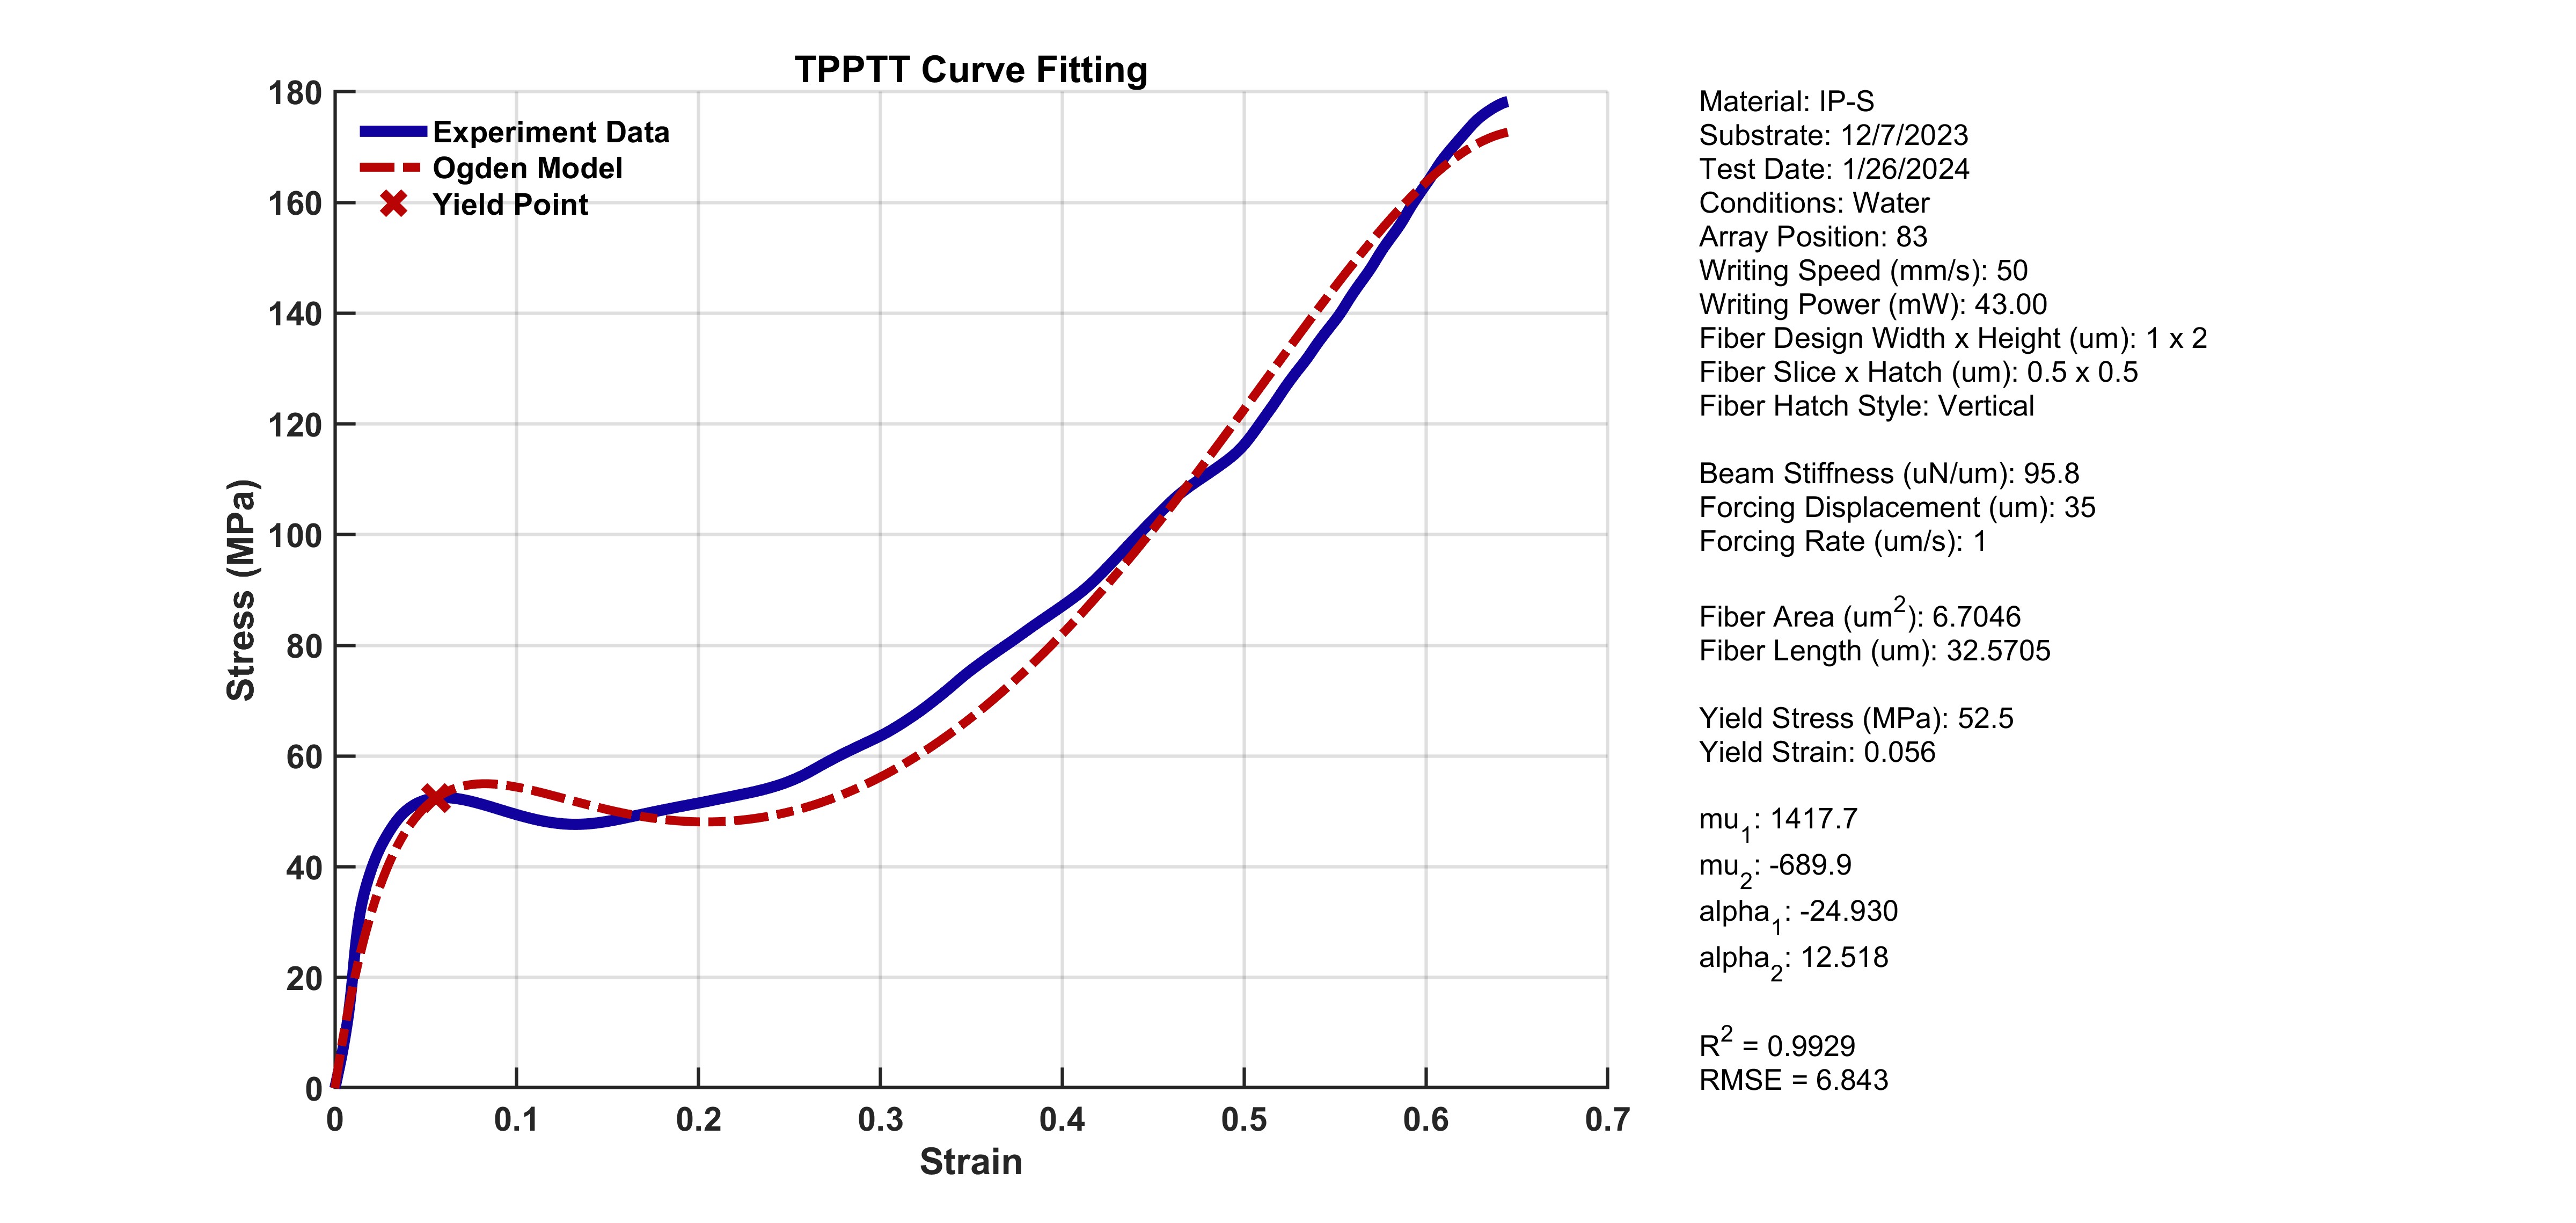 TPPTT Curve Fitting
180
160
140
120
100
80
60
40
20
0
Stress (MPa)
Experiment Data
Ogden Model
Yield Point
0
0.1
0.2
0.3
0.4
0.5
0.6
0.7
Strain
Material: IP-S
Substrate: 12/7/2023
Test Date: 1/26/2024
Conditions: Water
Array Position: 83
Writing Speed (mm/s): 50
Writing Power (mW): 43.00
Fiber Design Width x Height (um): 1 x 2
Fiber Slice x Hatch (um): 0.5 x 0.5
Fiber Hatch Style: Vertical
Beam Stiffness (uN/um): 95.8
Forcing Displacement (um): 35
Forcing Rate (um/s): 1
Fiber Area (um²): 6.7046
Fiber Length (um): 32.5705
Yield Stress (MPa): 52.5
Yield Strain: 0.056
mu₁: 1417.7
mu₂: -689.9
alpha₁: -24.930
alpha₂: 12.518
R² = 0.9929
RMSE = 6.843